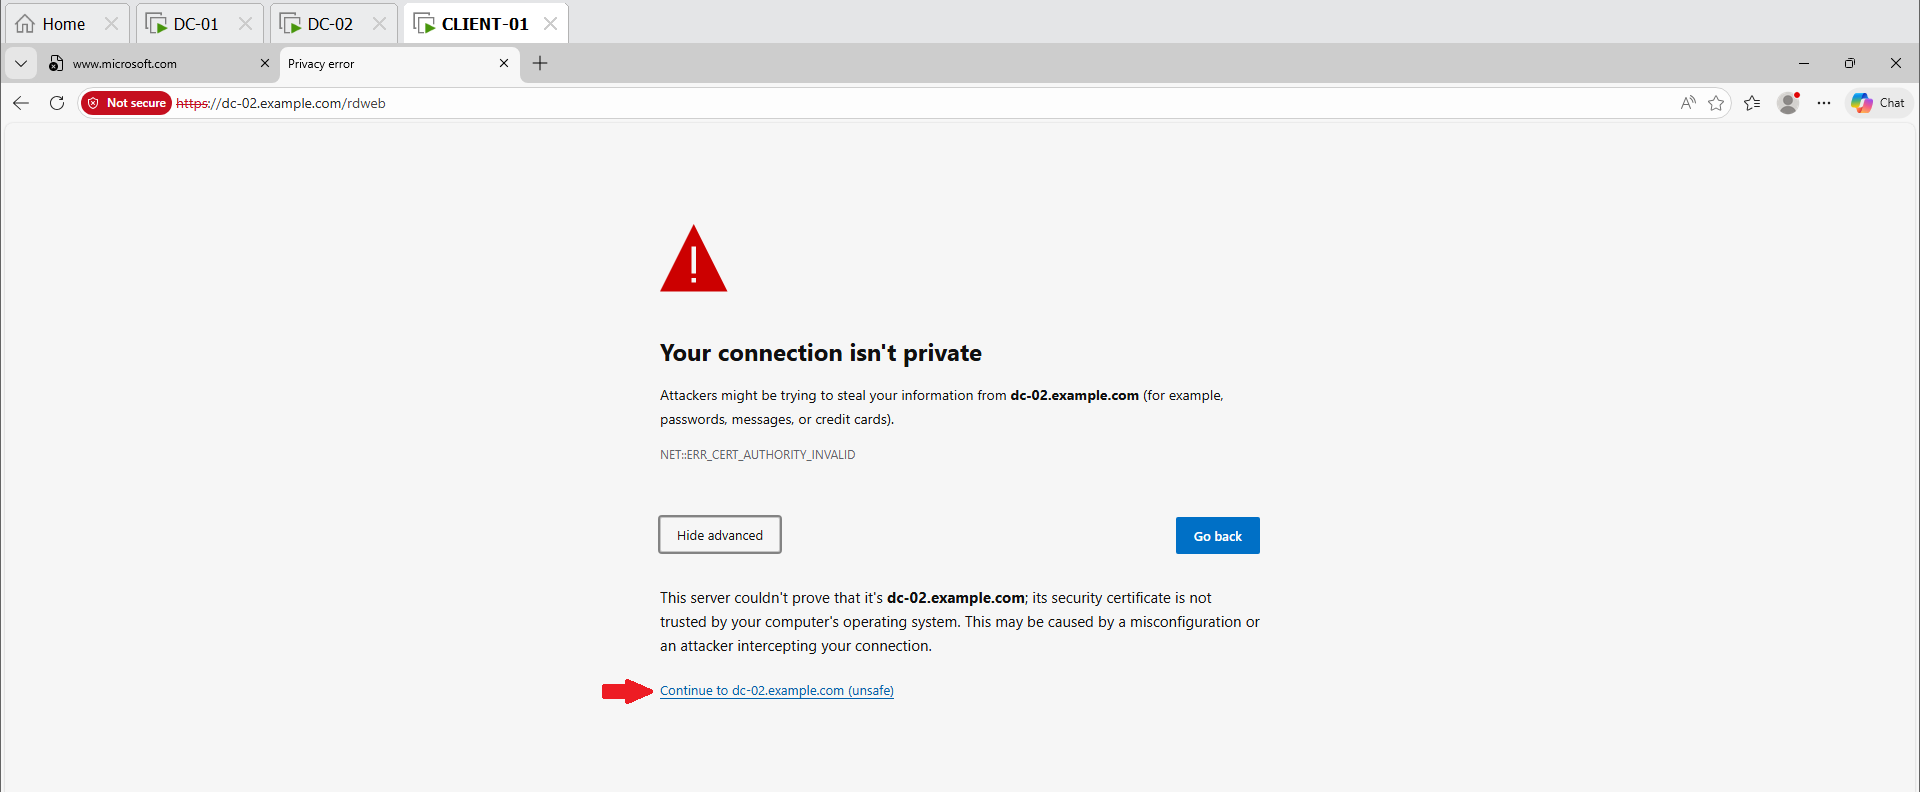 Home
DC-01
DC-02
CLIENT-01
www.microsoft.com
Privacy error
Not secure
https://dc-02.example.com/rdweb
Chat
Your connection isn't private
Attackers might be trying to steal your information from dc-02.example.com (for example,
passwords, messages, or credit cards).
NET::ERR_CERT_AUTHORITY_INVALID
Hide advanced
Go back
This server couldn't prove that it's dc-02.example.com; its security certificate is not
trusted by your computer's operating system. This may be caused by a misconfiguration or
an attacker intercepting your connection.
Continue to dc-02.example.com (unsafe)